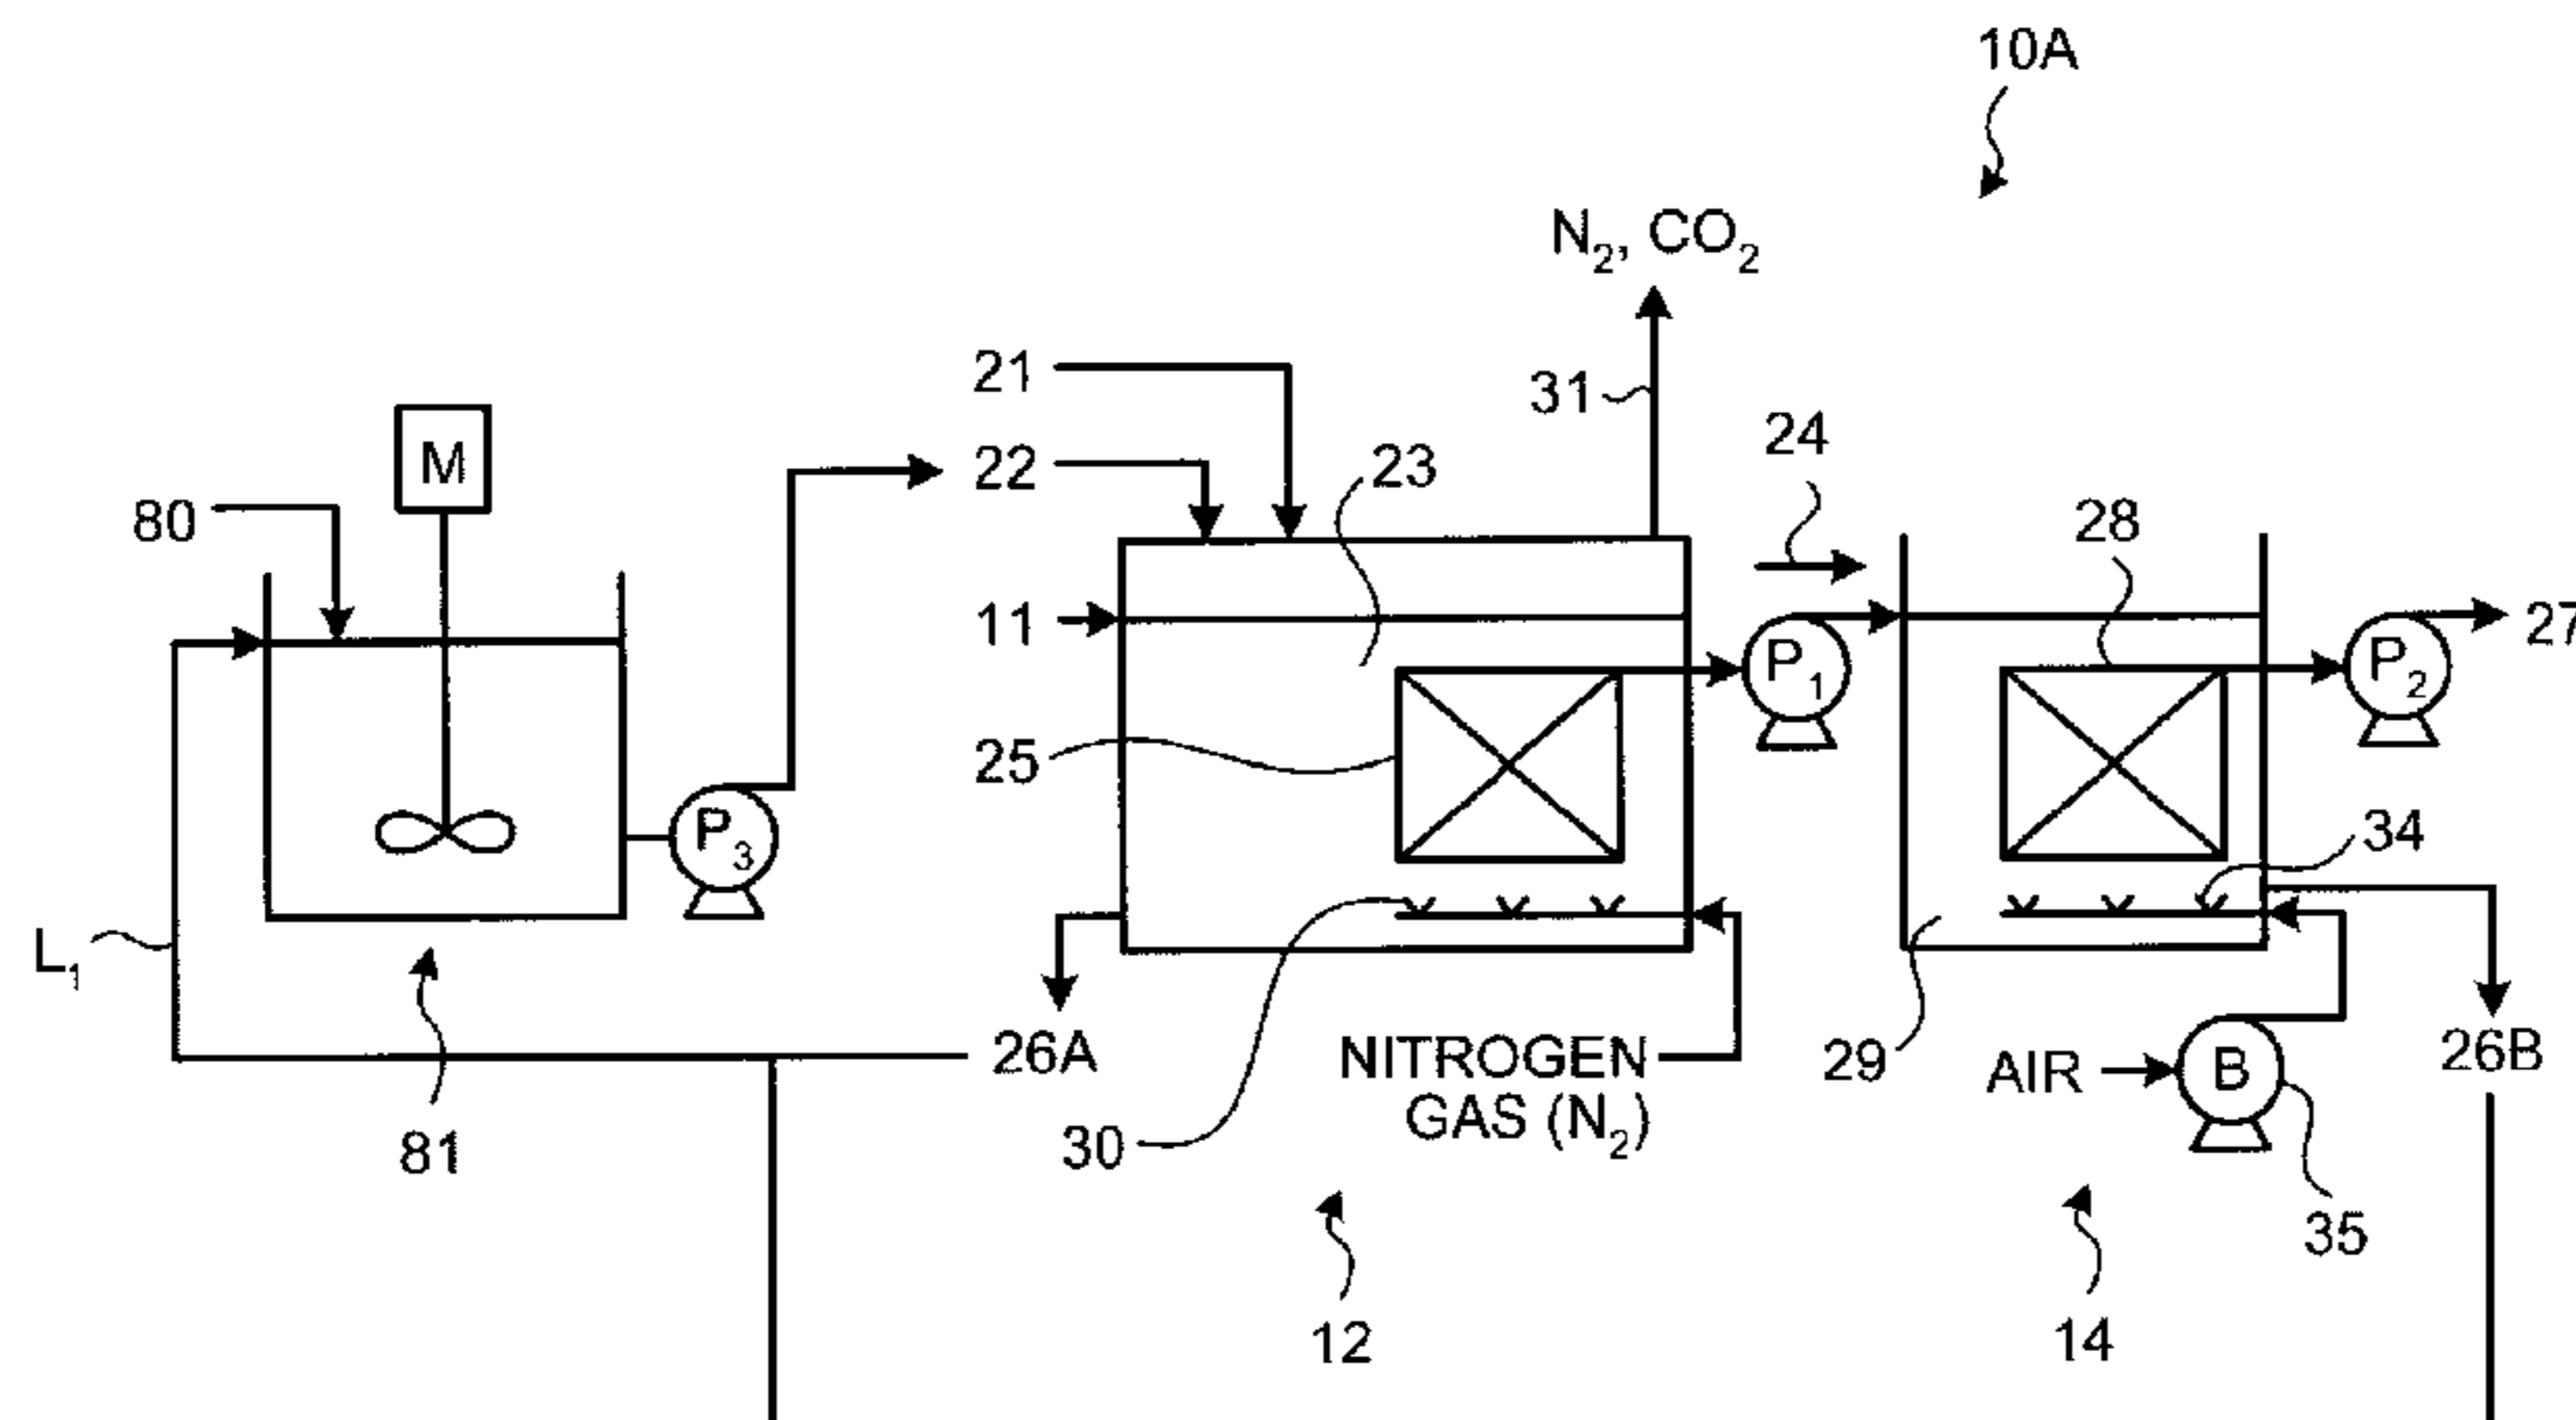 10A
N2, CO2
21
31
24
M
22
23
80
28
11
P1
P2
27
25
P3
34
L1
26A
NITROGEN
GAS (N2)
29
AIR
B
26B
81
30
35
12
14